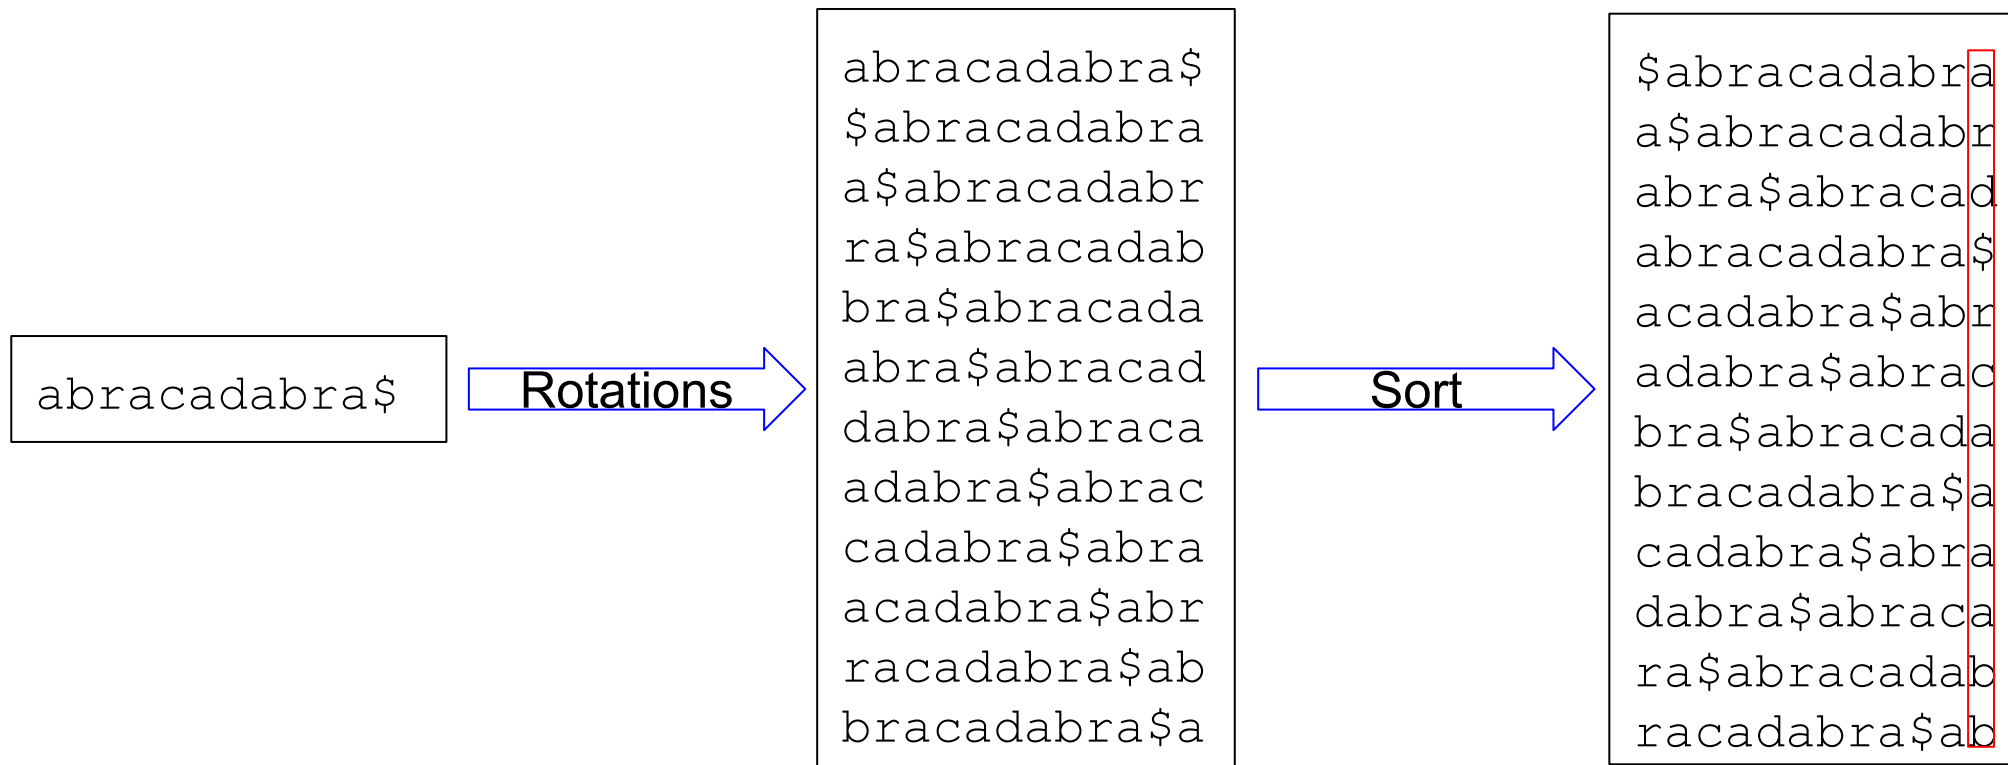 abracadabra$
Rotations
abracadabra$
$abracadabra
a$abracadabr
ra$abracadab
bra$abracada
abra$abracad
dabra$abraca
adabra$abrac
cadabra$abra
acadabra$abr
racadabra$ab
bracadabra$a
Sort
$abracadabra
a$abracadabr
abra$abracad
abracadabra$
acadabra$abr
adabra$abrac
bra$abracada
bracadabra$a
cadabra$abra
dabra$abraca
ra$abracadab
racadabra$ab